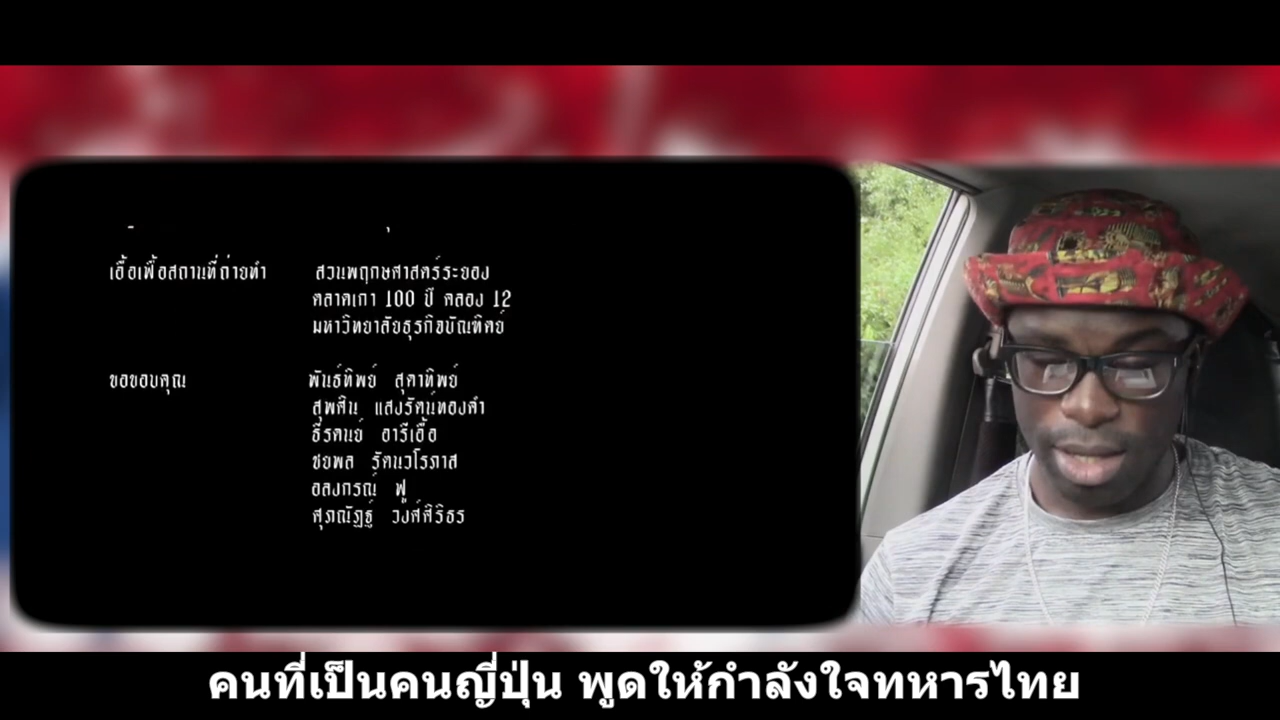 เอื้อเฟื้อสถานที่ถ่ายทำ สวนพฤกษศาสตร์ระยอง
ตลาดเก่า 100 ปี คลอง 12
มหาวิทยาลัยธุรกิจบัณฑิตย์
ขอขอบคุณ พันธ์ทิพย์ สุดาทิพย์
สุพศิน แสงรัตน์ทองคำ
ธีรดนย์ อารีเอื้อ
ชยพล รัตนวโรภาส
อลงกรณ์ ฟู
ศุภณัฏฐ์ วงศ์ศิริธร
คนที่เป็นคนญี่ปุ่น พูดให้กำลังใจทหารไทย